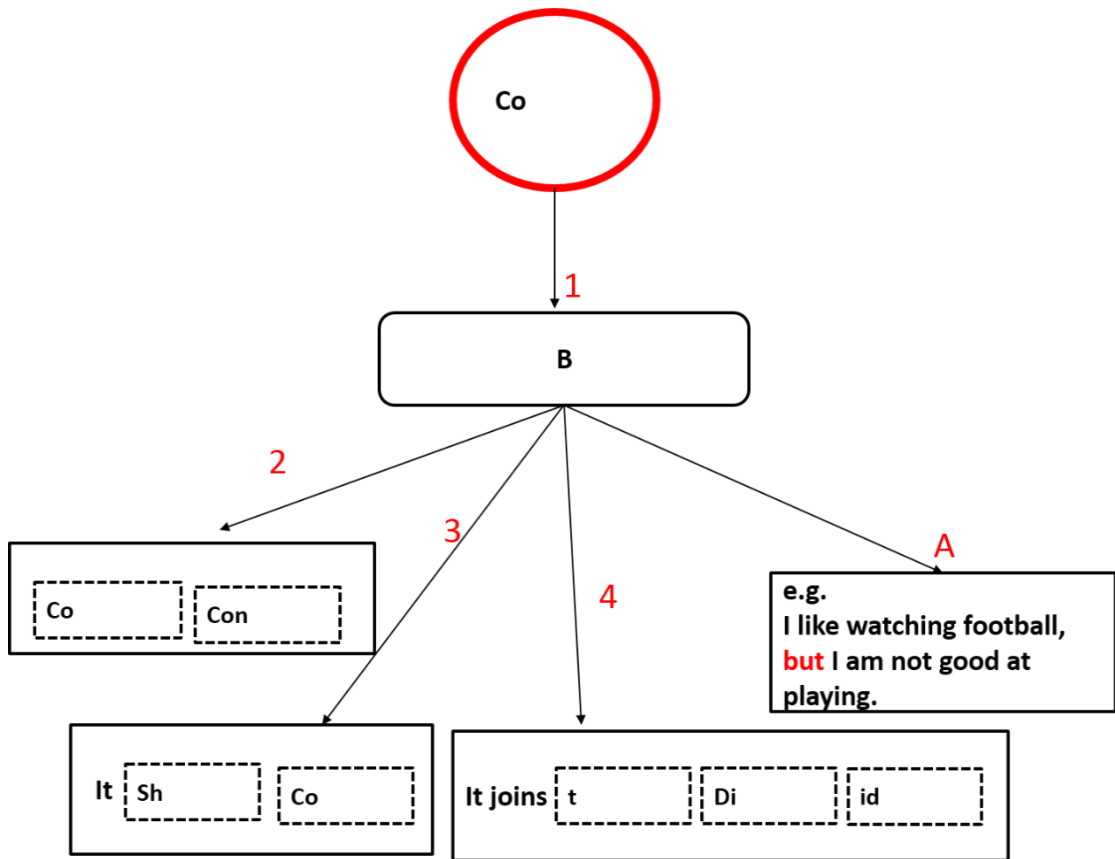 Co
1
B
2
3
4
A
Co Con
e.g.
I like watching football,
but I am not good at
playing.
It Sh Co
It joins t Di id